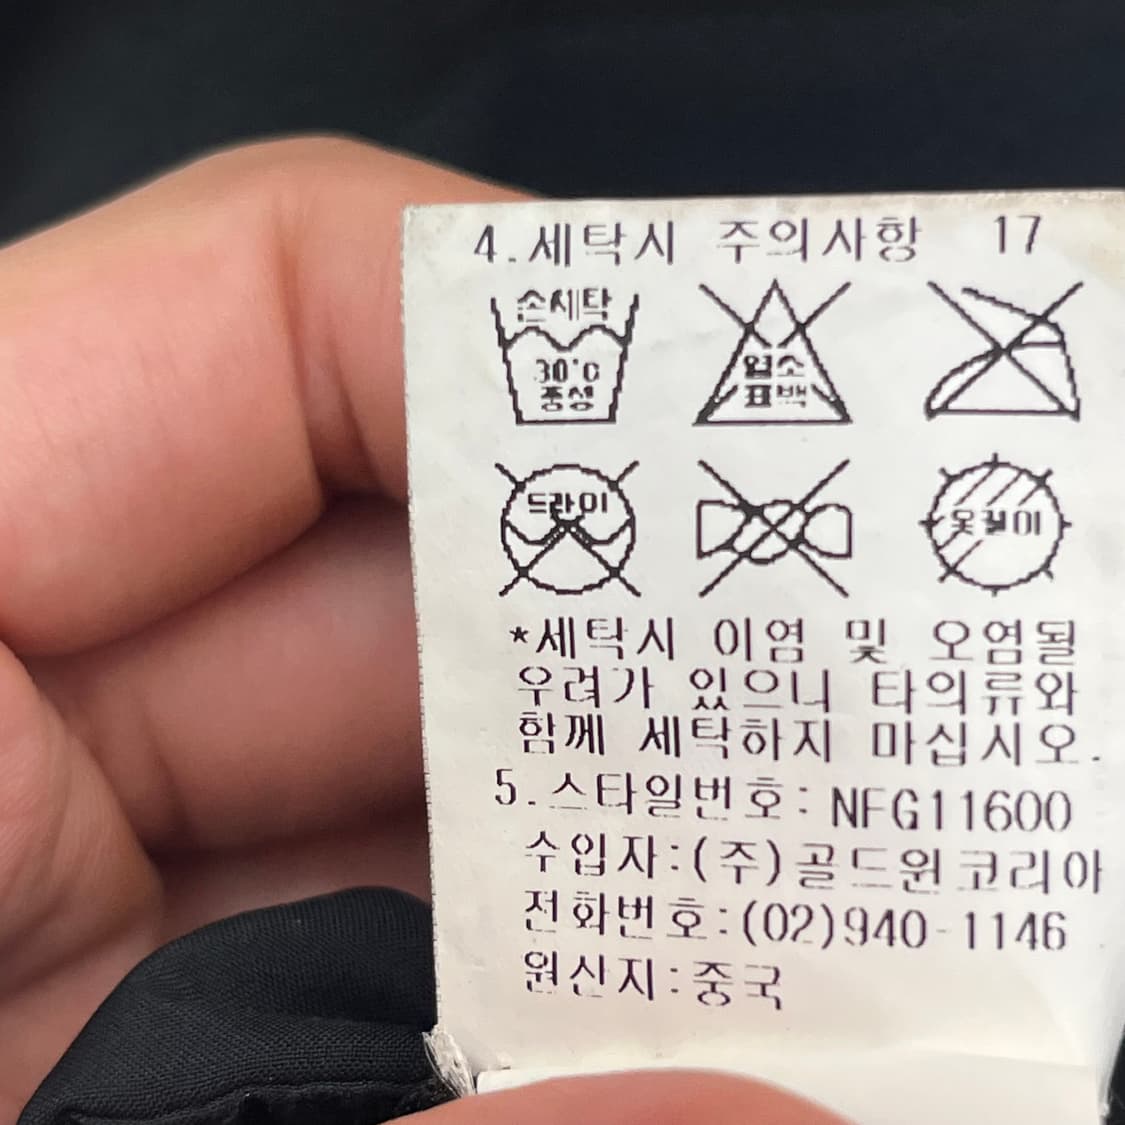 4.세탁시 주의사항 17
손세탁
30°C
중성
염소
표백
드라이
옷걸이
*세탁시 이염 및 오염될
우려가 있으니 타의류와
함께 세탁하지 마십시오.
5.스타일번호:NFG11600
수입자:(주)골드윈코리아
전화번호:(02)940-1146
원산지:중국